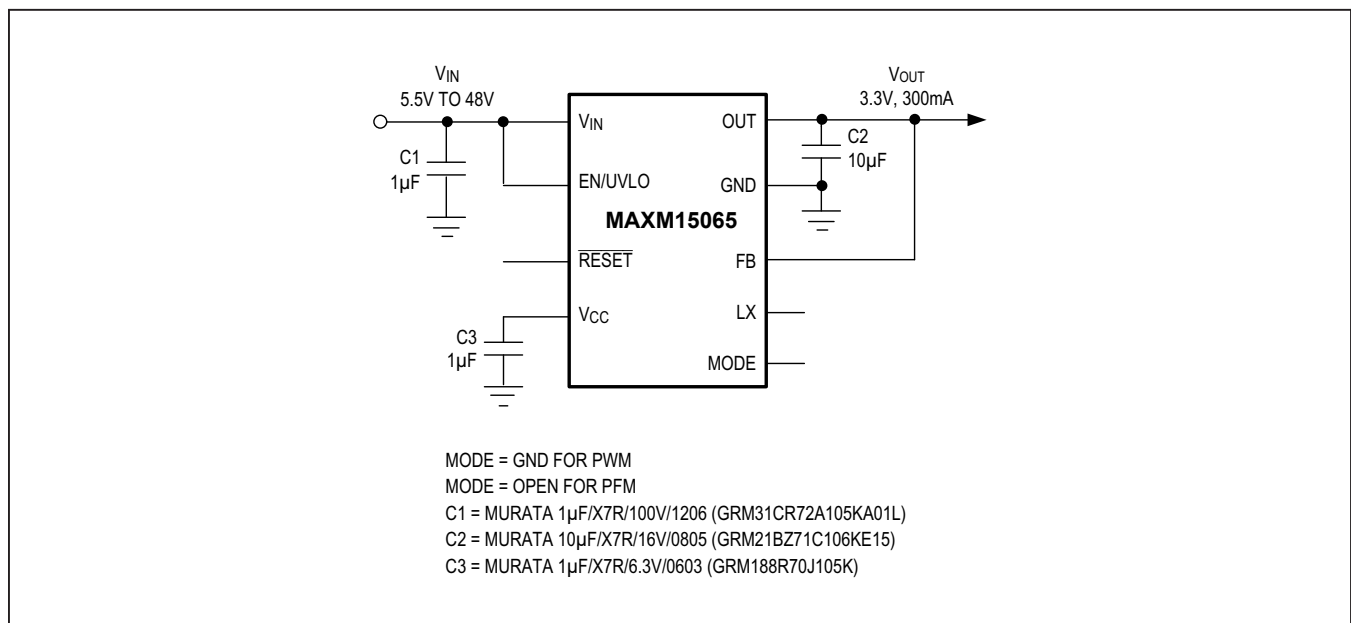 VIN
5.5V TO 48V
C1
1µF
VIN
EN/UVLO
RESET
VCC
C3
1µF
MAXM15065
OUT
GND
FB
LX
MODE
C2
10µF
VOUT
3.3V, 300mA
MODE = GND FOR PWM
MODE = OPEN FOR PFM
C1 = MURATA 1µF/X7R/100V/1206 (GRM31CR72A105KA01L)
C2 = MURATA 10µF/X7R/16V/0805 (GRM21BZ71C106KE15)
C3 = MURATA 1µF/X7R/6.3V/0603 (GRM188R70J105K)